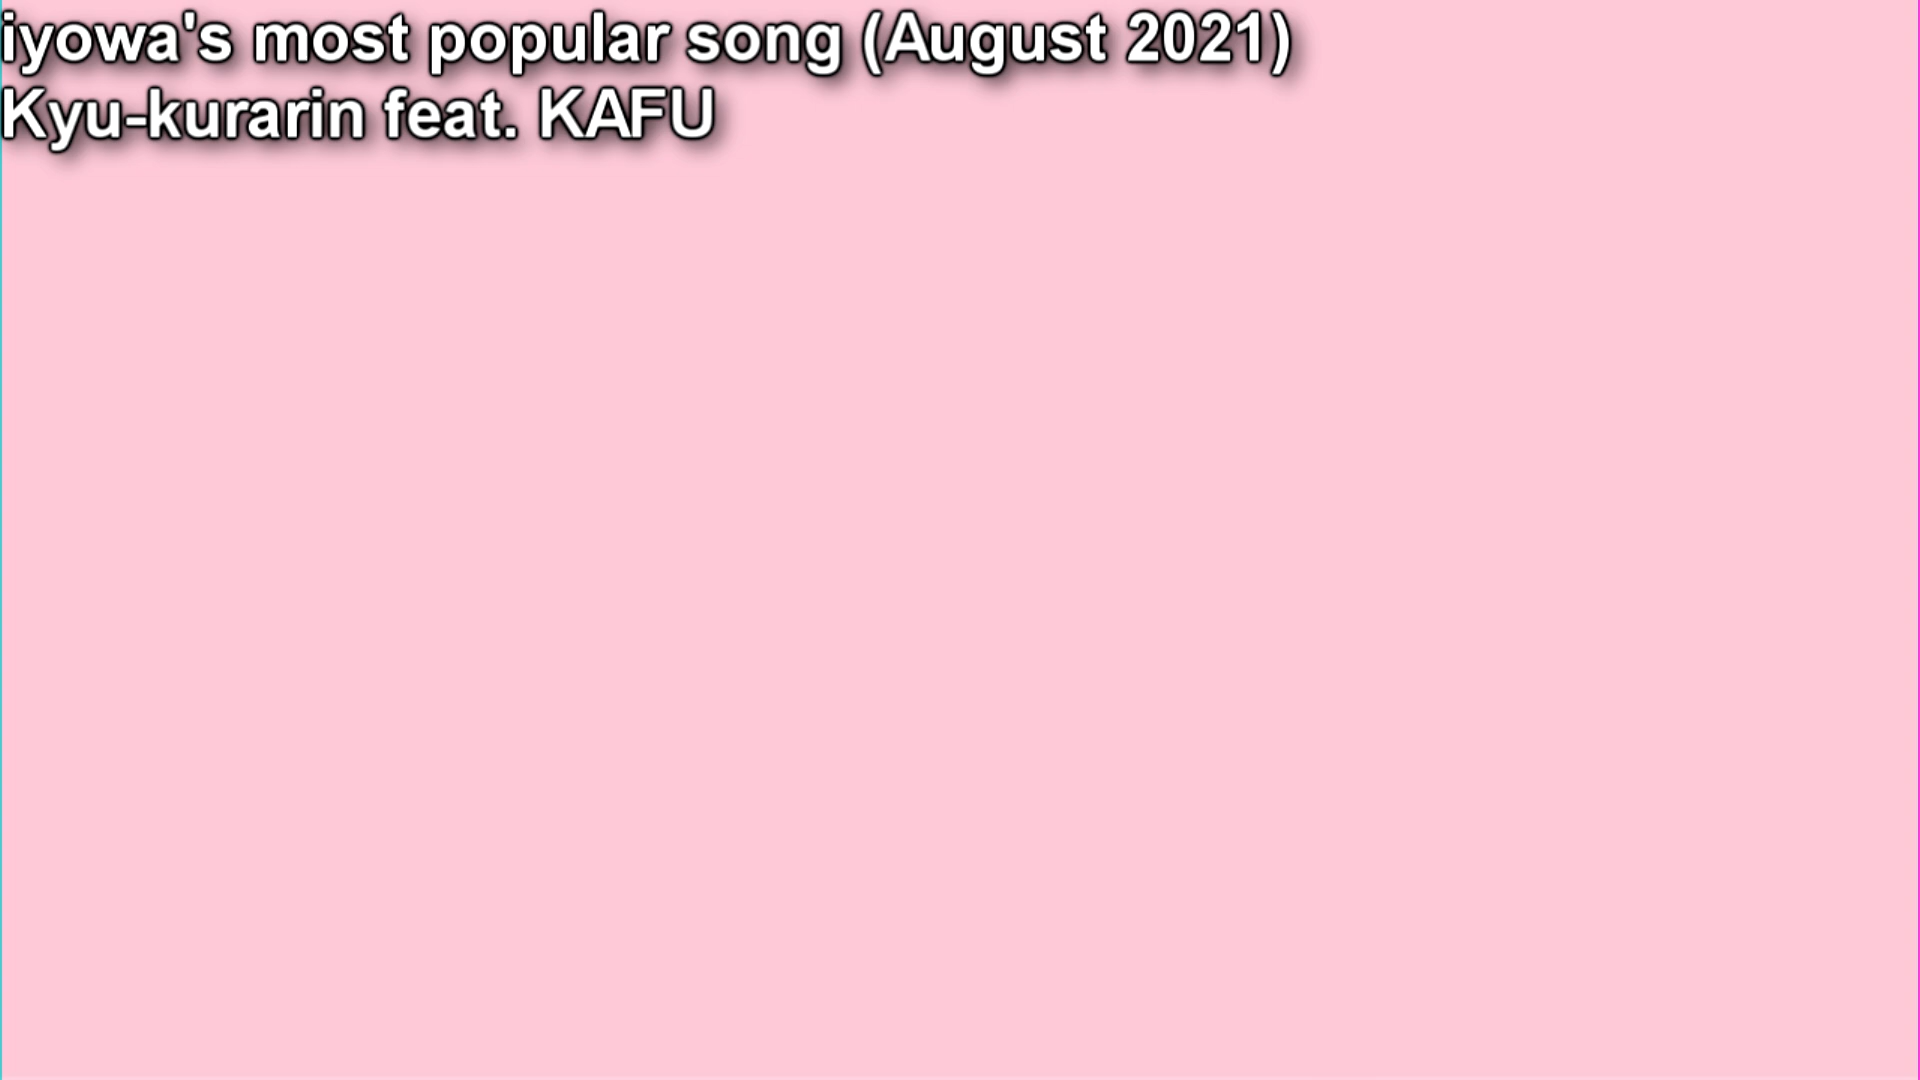 iyowa's most popular song (August 2021)
Kyu-kurarin feat. KAFU